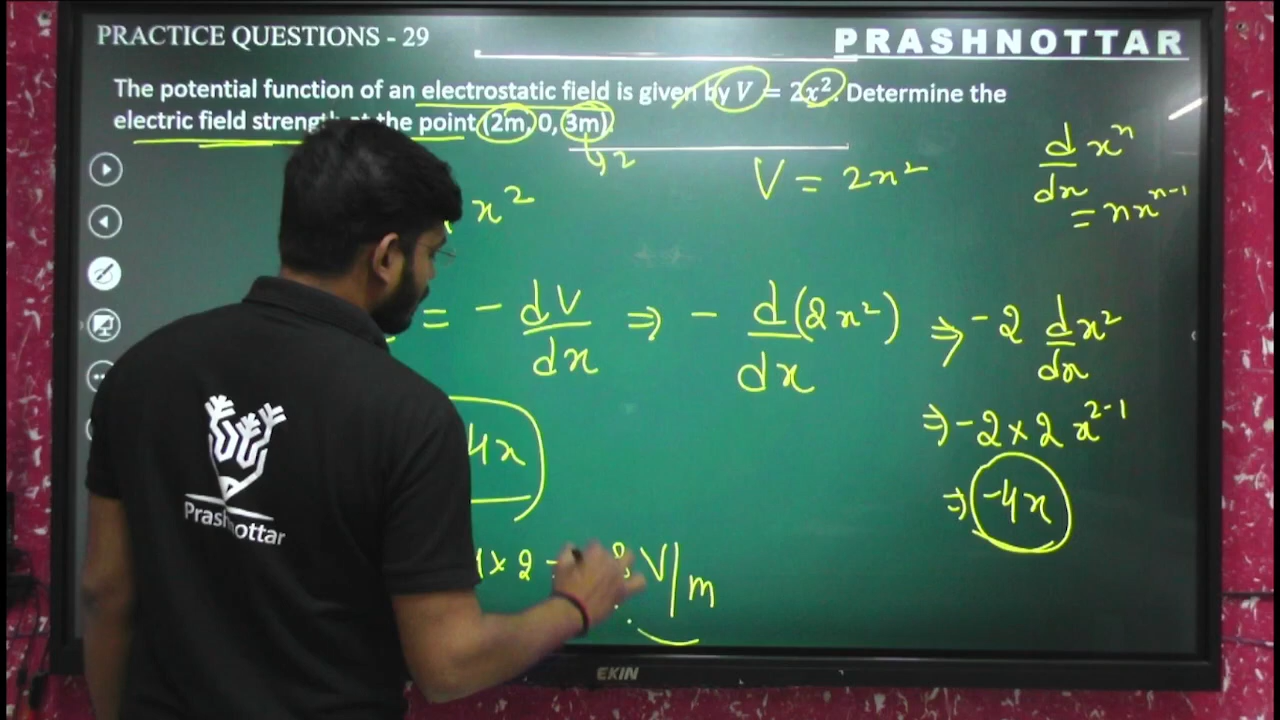 PRACTICE QUESTIONS - 29
PRASHNOTTAR
The potential function of an electrostatic field is given by V = 2x². Determine the
electric field strength at the point (2m, 0, 3m).
z
V = 2x²
d/dx xⁿ
= nxⁿ⁻¹
x²
= - dV/dx ⇒ - d/dx (2x²) ⇒ -2 d/dx x²
⇒ -2 × 2 x²⁻¹
4x
⇒ -4x
× 2
8 V/m
Prashnottar
EKIN